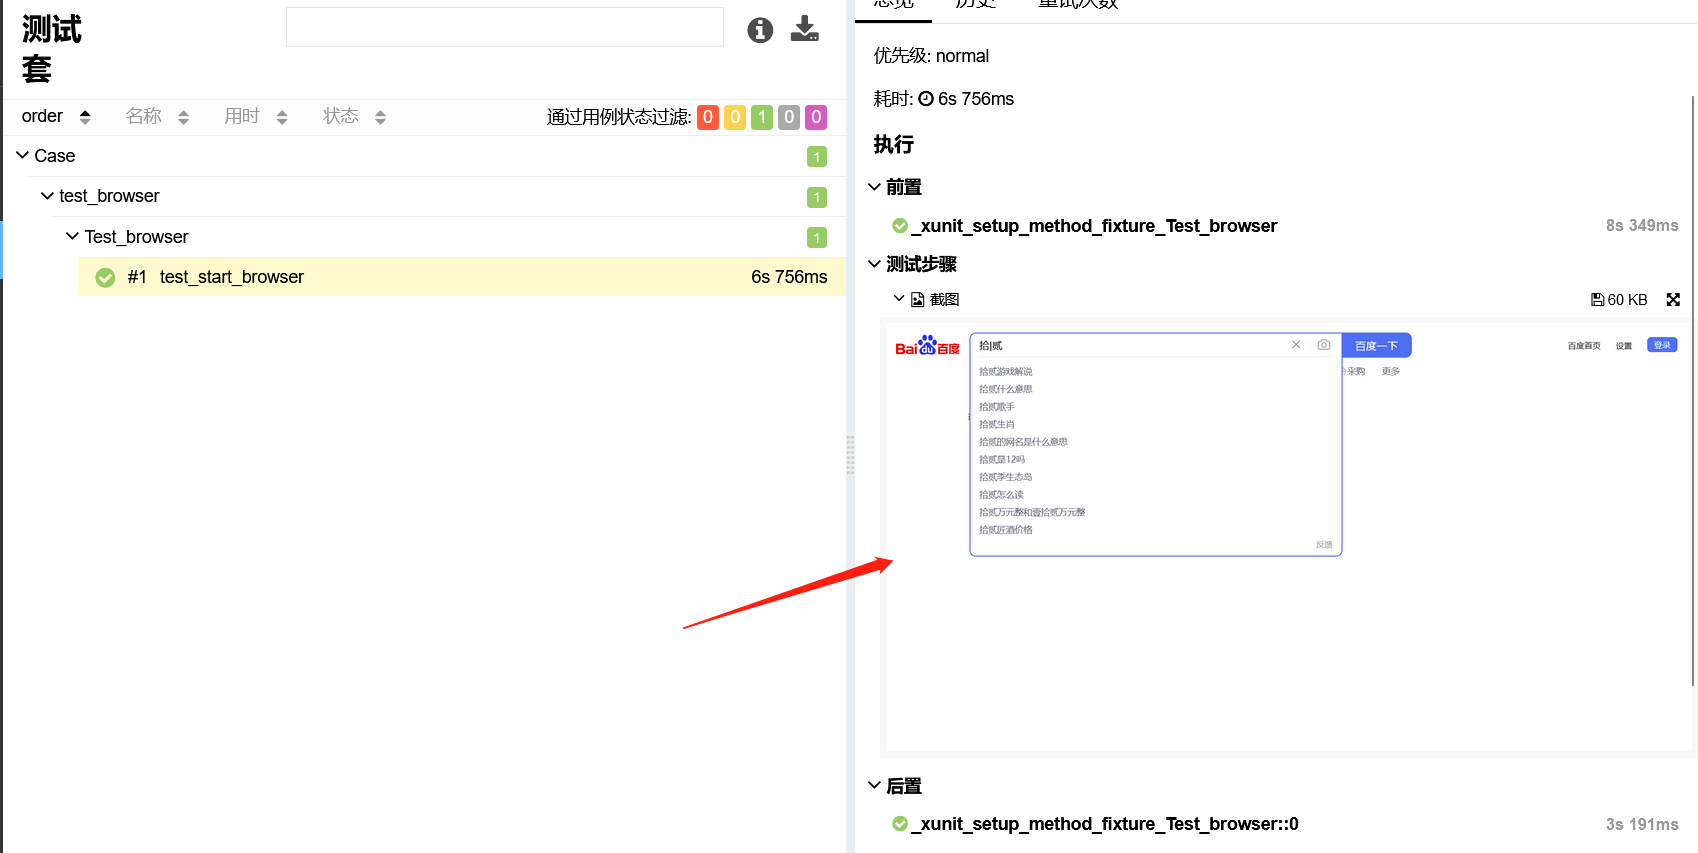 测试
套
order 名称 用时 状态 通过用例状态过滤: 0 0 1 0 0
Case 1
test_browser 1
Test_browser 1
#1 test_start_browser 6s 756ms
总览 历史 重试次数
优先级: normal
耗时: 6s 756ms
执行
前置
_xunit_setup_method_fixture_Test_browser 8s 349ms
测试步骤
截图 60 KB
Bai du 百度 拾贰 百度一下 百度首页 设置 登录
采购 更多
拾贰游戏解说
拾贰什么意思
拾贰歌手
拾贰生肖
拾贰的网名是什么意思
拾贰是12吗
拾贰季生态岛
拾贰怎么读
拾贰万元整和壹拾贰万元整
拾贰匠酒价格
反馈
后置
_xunit_setup_method_fixture_Test_browser::0 3s 191ms